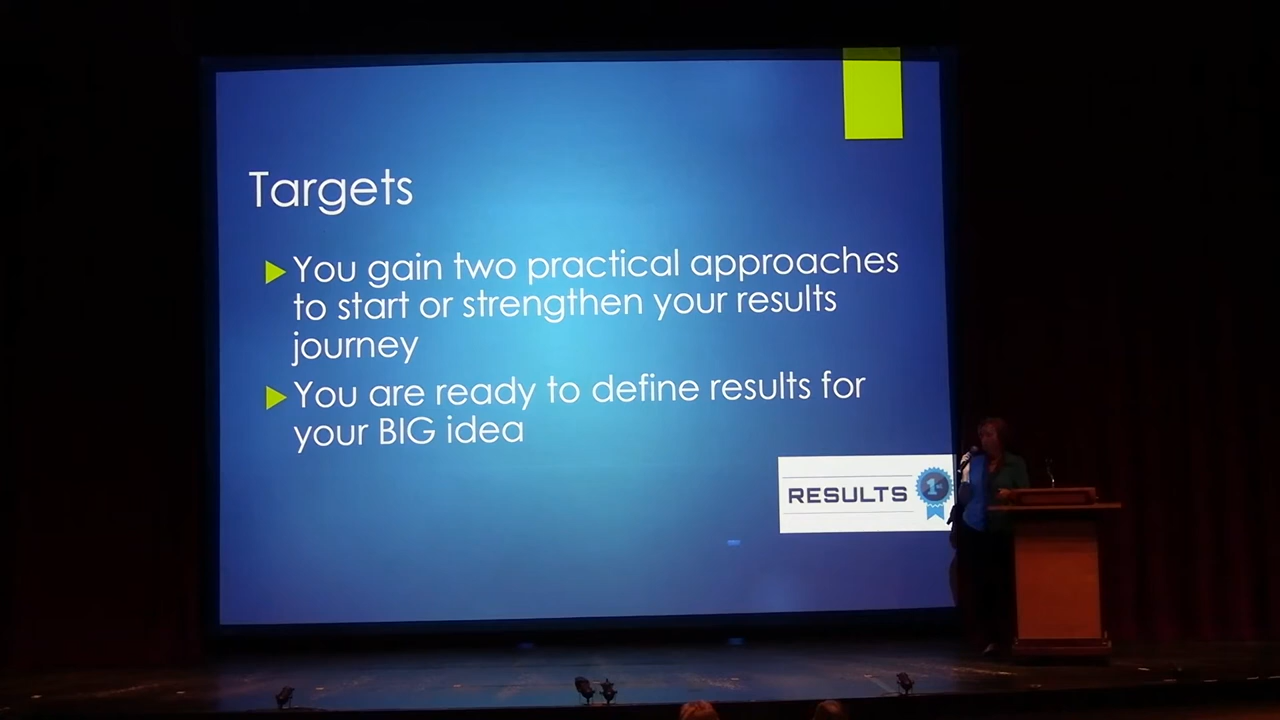 Targets
You gain two practical approaches
to start or strengthen your results
journey
You are ready to define results for
your BIG idea
RESULTS
1st